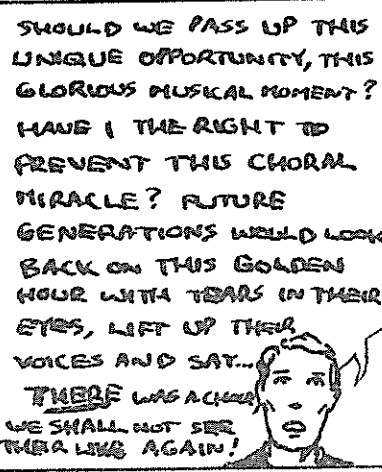 SHOULD WE PASS UP THIS
UNIQUE OPPORTUNITY, THIS
GLORIOUS MUSICAL MOMENT?
HAVE I THE RIGHT TO
PREVENT THIS CHORAL
MIRACLE? FUTURE
GENERATIONS WOULD LOOK
BACK ON THIS GOLDEN
HOUR WITH TEARS IN THEIR
EYES, LIFT UP THEIR
VOICES AND SAY...
THERE WAS A CHOIR
WE SHALL NOT SEE
THEIR LIKE AGAIN!